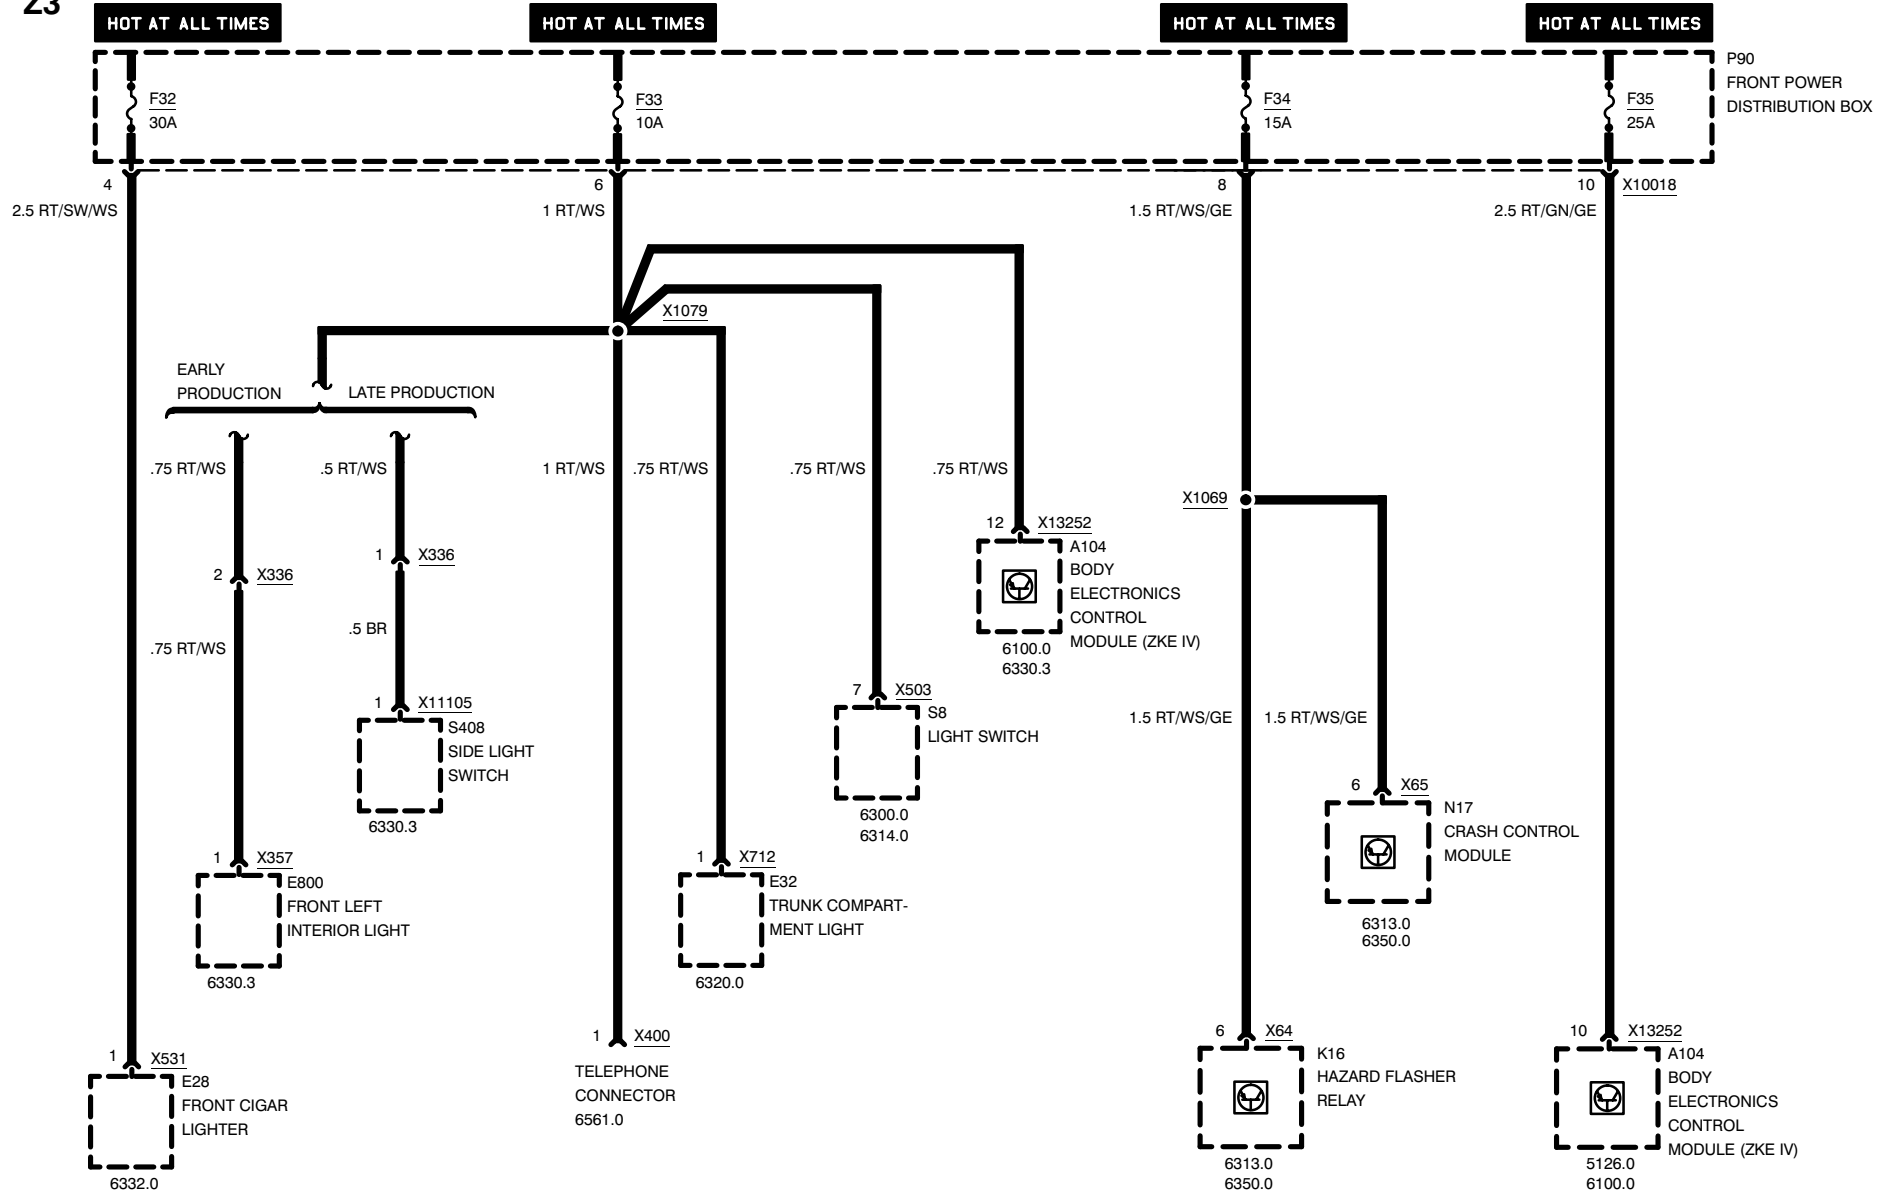 Z3
HOT AT ALL TIMES
HOT AT ALL TIMES
HOT AT ALL TIMES
HOT AT ALL TIMES
P90
FRONT POWER
DISTRIBUTION BOX
F32
30A
F33
10A
F34
15A
F35
25A
4
6
8
10
X10018
2.5 RT/SW/WS
1 RT/WS
1.5 RT/WS/GE
2.5 RT/GN/GE
X1079
EARLY
PRODUCTION
LATE PRODUCTION
.75 RT/WS
.5 RT/WS
1 RT/WS
.75 RT/WS
.75 RT/WS
.75 RT/WS
X1069
12
X13252
A104
BODY
ELECTRONICS
CONTROL
MODULE (ZKE IV)
6100.0
6330.3
1
X336
2
X336
.5 BR
.75 RT/WS
1
X11105
S408
SIDE LIGHT
SWITCH
6330.3
7
X503
S8
LIGHT SWITCH
6300.0
6314.0
1.5 RT/WS/GE
1.5 RT/WS/GE
6
X65
N17
CRASH CONTROL
MODULE
6313.0
6350.0
1
X357
E800
FRONT LEFT
INTERIOR LIGHT
6330.3
1
X712
E32
TRUNK COMPART-
MENT LIGHT
6320.0
1
X531
E28
FRONT CIGAR
LIGHTER
6332.0
1
X400
TELEPHONE
CONNECTOR
6561.0
6
X64
K16
HAZARD FLASHER
RELAY
6313.0
6350.0
10
X13252
A104
BODY
ELECTRONICS
CONTROL
MODULE (ZKE IV)
5126.0
6100.0